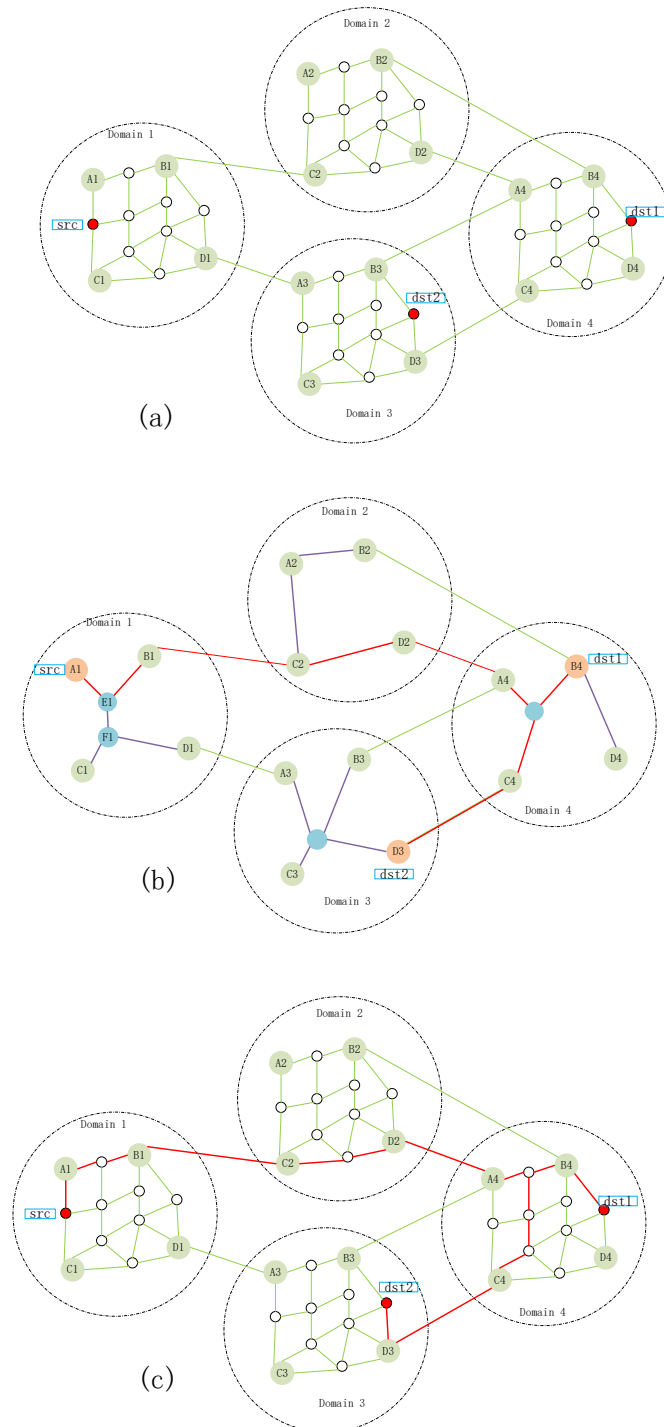 Domain 2
B2
A2
Domain 1
B1
A1
D2
C2
B4
A4
src
dst1
D1
B3
A3
C1
D4
dst2
C4
Domain 4
D3
C3
Domain 3
(a)
Domain 2
B2
A2
Domain 1
B1
D2
src
A1
C2
B4
dst1
A4
E1
F1
D1
B3
D4
C1
A3
C4
Domain 4
D3
C3
dst2
(b)
Domain 3
Domain 2
B2
A2
Domain 1
B1
D2
A1
C2
B4
A4
src
dst1
D1
B3
D4
C1
A3
C4
dst2
Domain 4
D3
C3
(c)
Domain 3